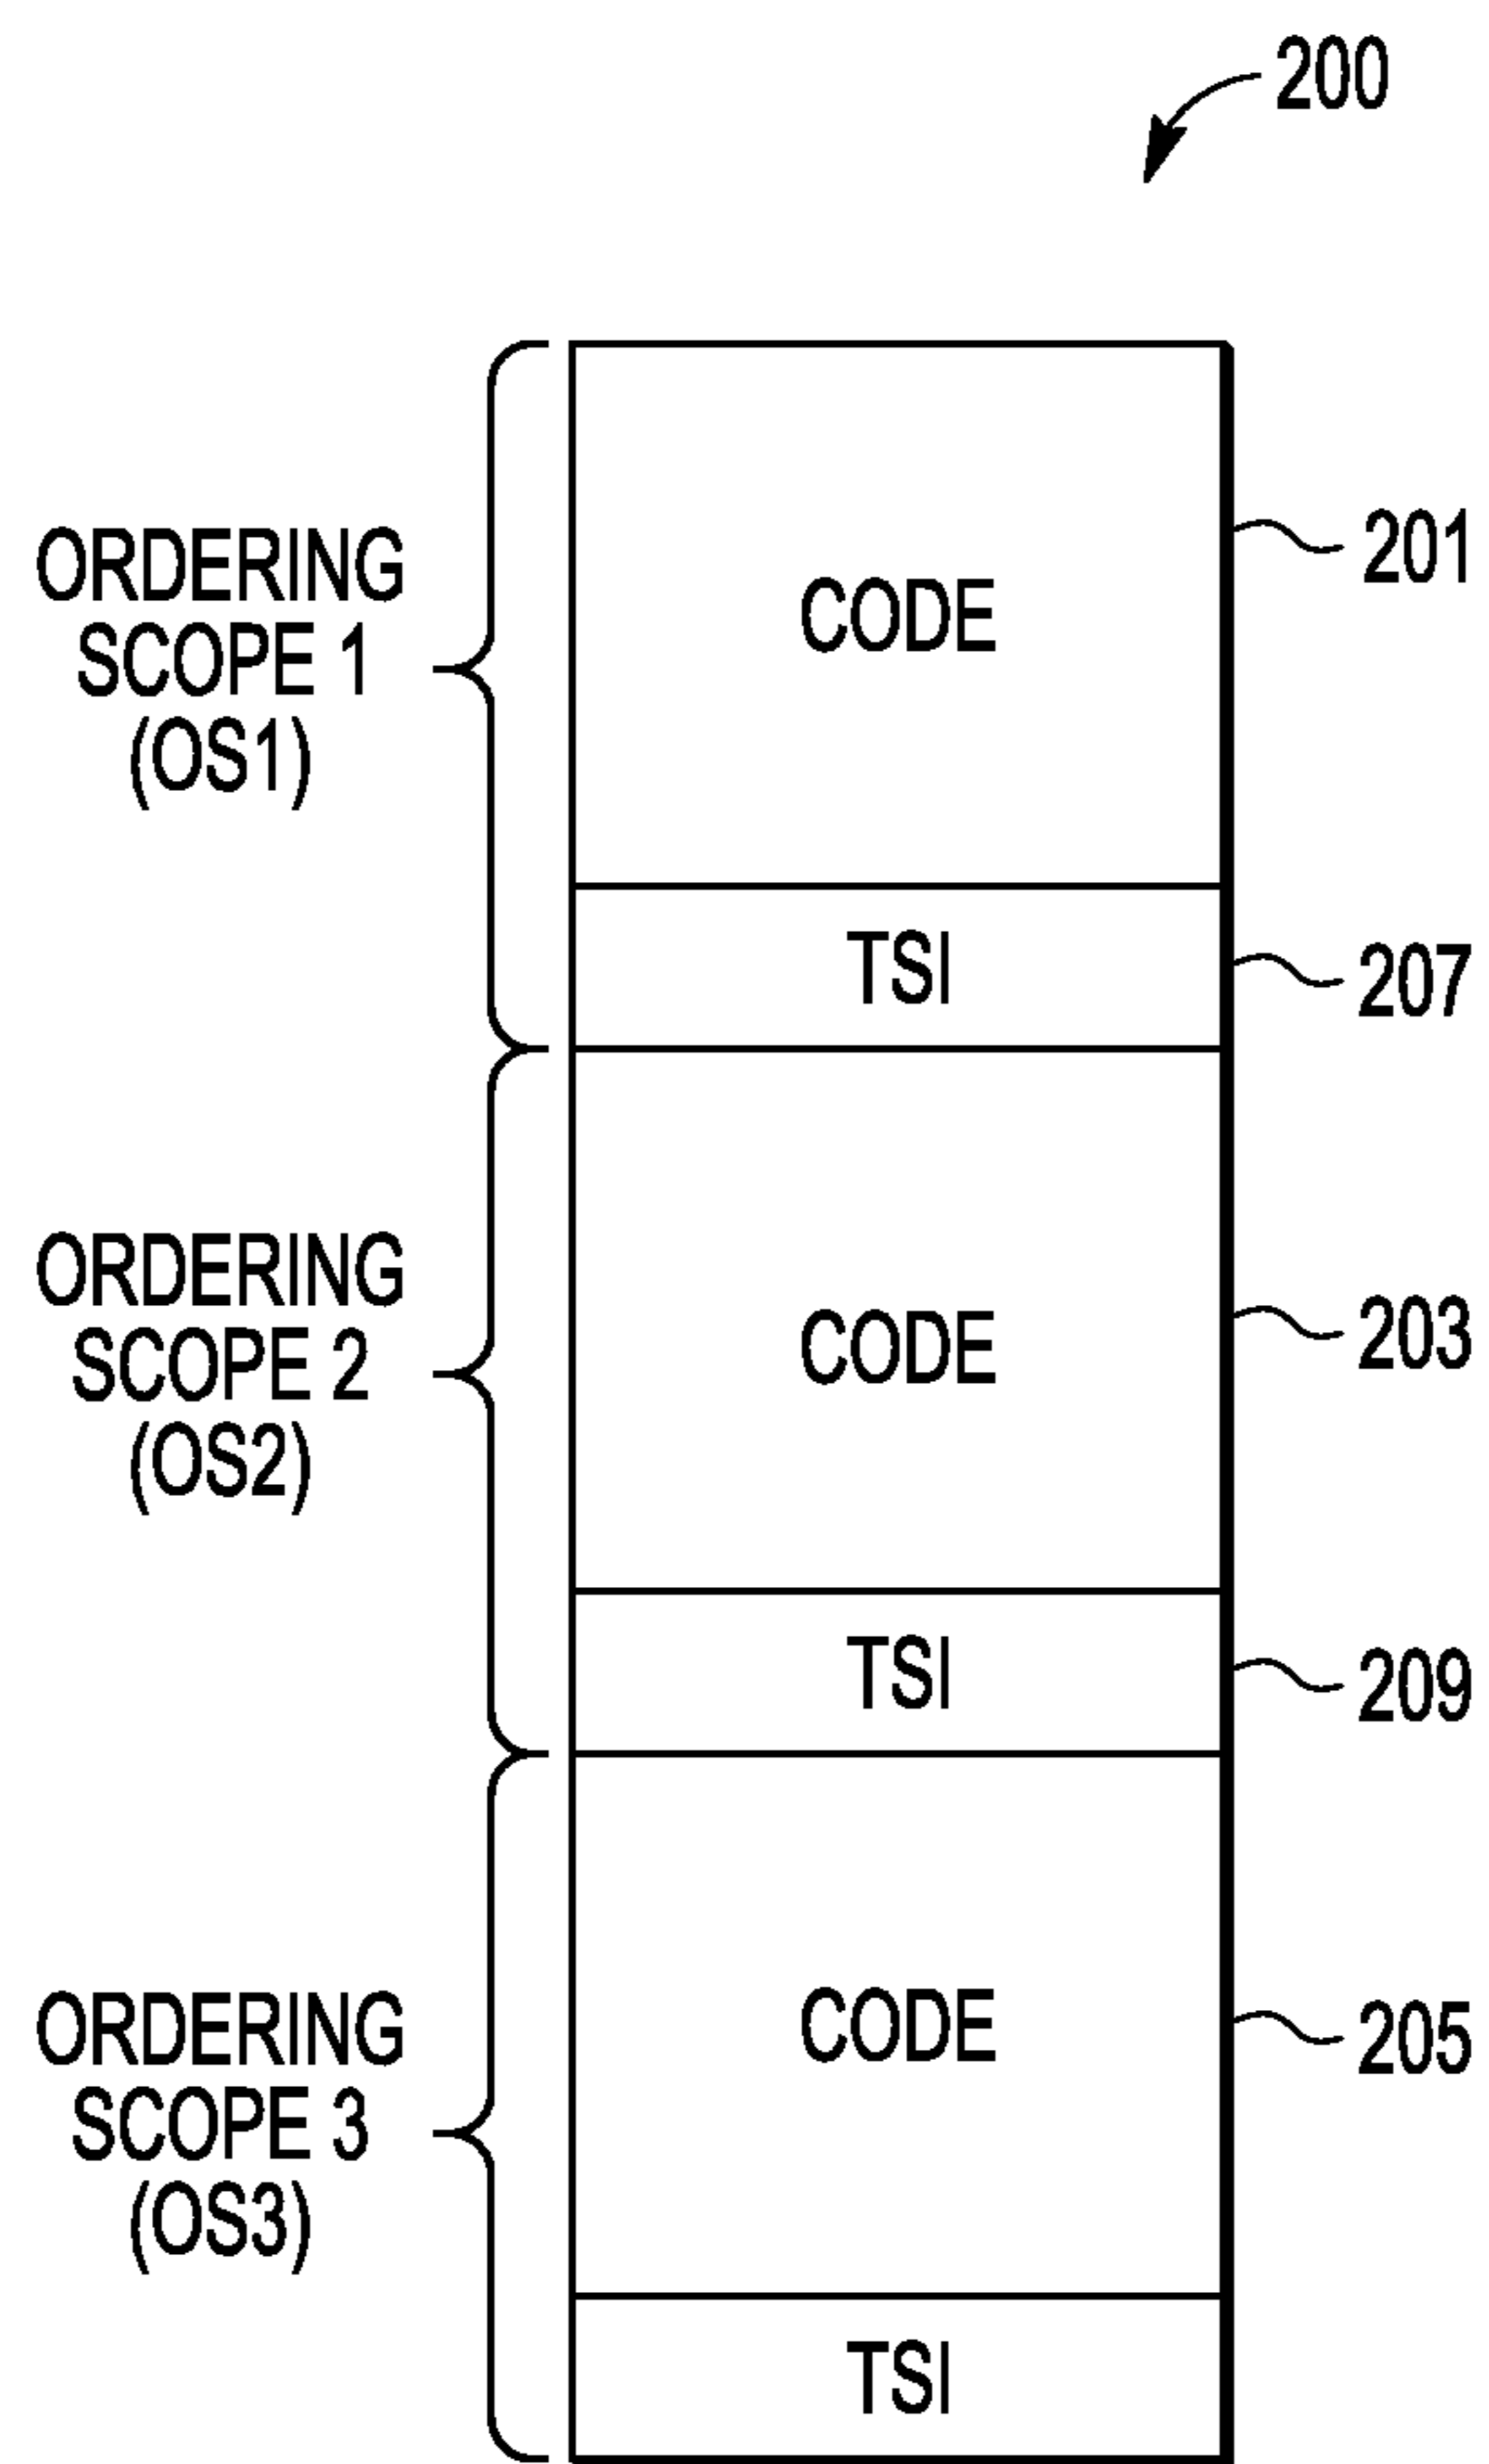 200
ORDERING
SCOPE 1
(OS1)
CODE
201
TSI
207
ORDERING
SCOPE 2
(OS2)
CODE
203
TSI
209
ORDERING
SCOPE 3
(OS3)
CODE
205
TSI